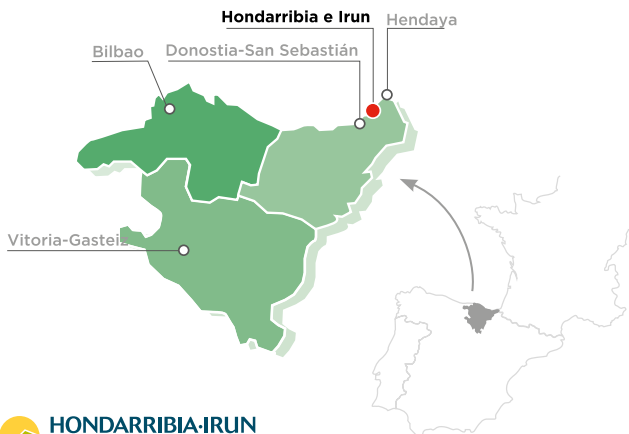 Hondarribia e Irun
Hendaya
Bilbao
Donostia-San Sebastián
Vitoria-Gasteiz
HONDARRIBIA·IRUN